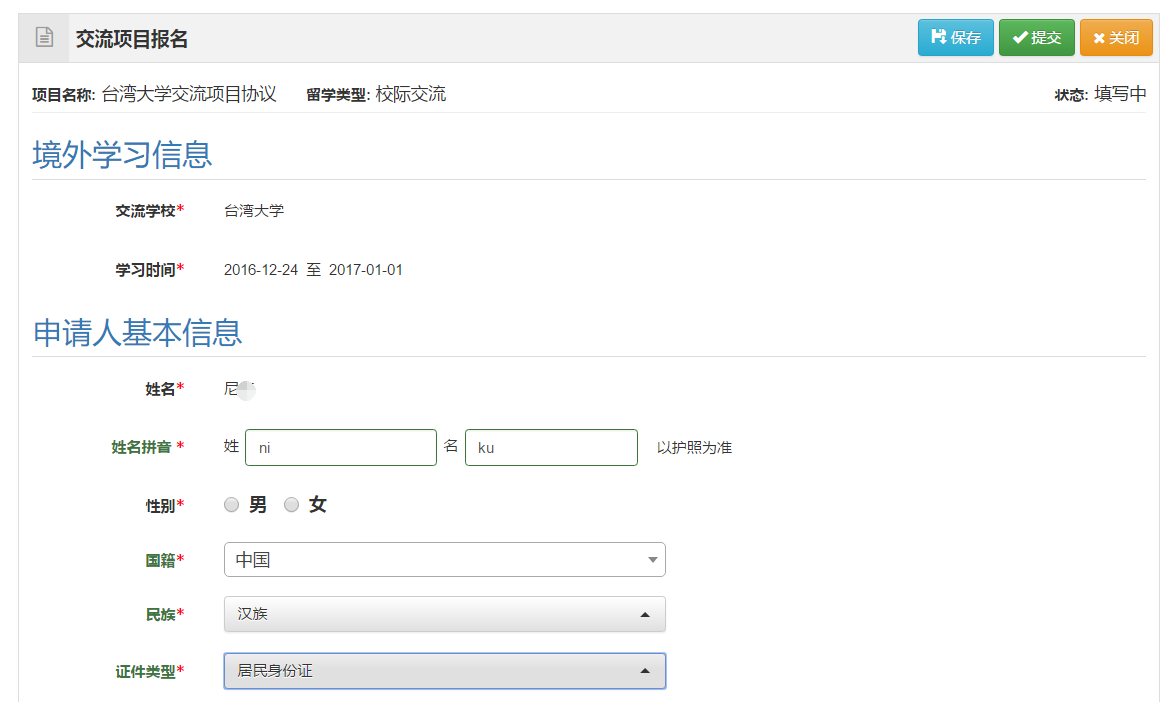 交流项目报名 保存 提交 关闭
项目名称: 台湾大学交流项目协议 留学类型: 校际交流 状态: 填写中
境外学习信息
交流学校* 台湾大学
学习时间* 2016-12-24 至 2017-01-01
申请人基本信息
姓名* 尼
姓名拼音 * 姓 ni 名 ku 以护照为准
性别* 男 女
国籍* 中国
民族* 汉族
证件类型* 居民身份证